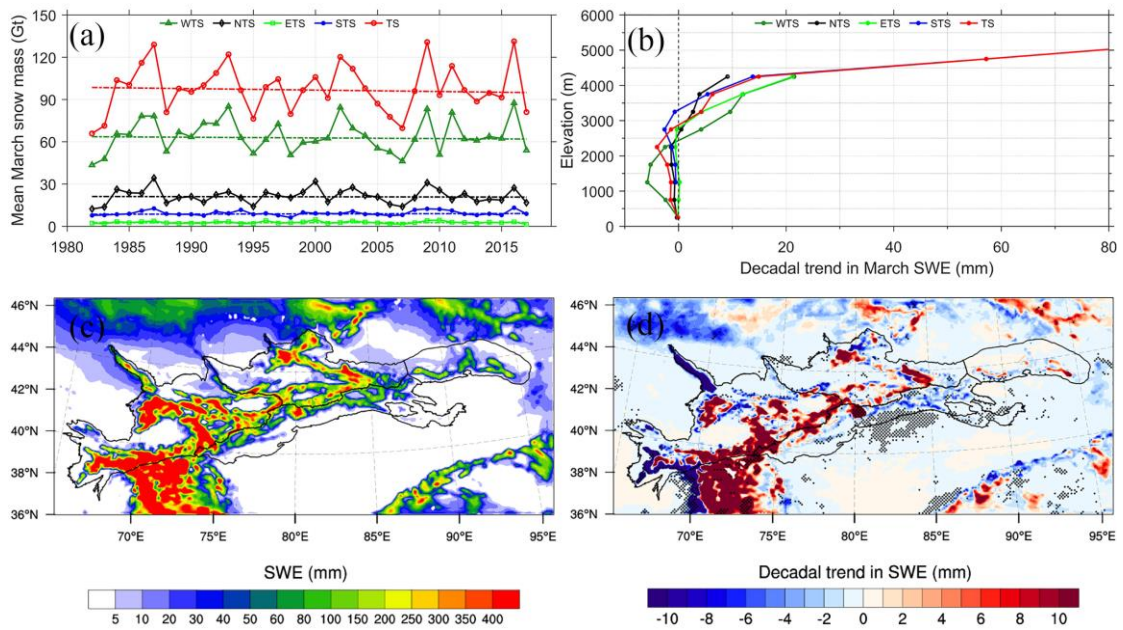 WTS NTS ETS STS TS
(a)
Mean March snow mass (Gt)
150
120
90
60
30
0
1980 1985 1990 1995 2000 2005 2010 2015
WTS NTS ETS STS TS
(b)
Elevation (m)
6000
5000
4000
3000
2000
1000
0 20 40 60 80
Decadal trend in March SWE (mm)
(c)
46°N
44°N
42°N
40°N
38°N
36°N
70°E 75°E 80°E 85°E 90°E 95°E
SWE (mm)
5 10 20 30 40 50 60 80 100 150 200 250 300 350 400
(d)
46°N
44°N
42°N
40°N
38°N
36°N
70°E 75°E 80°E 85°E 90°E 95°E
Decadal trend in SWE (mm)
-10 -8 -6 -4 -2 0 2 4 6 8 10